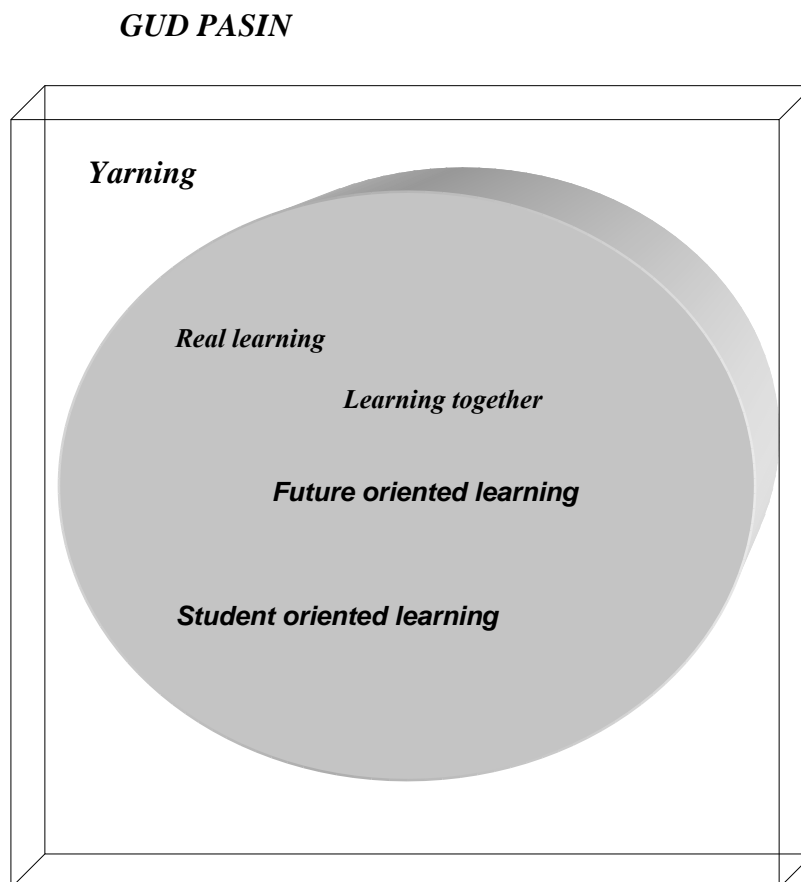 GUD PASIN
Yarning
Real learning
Learning together
Future oriented learning
Student oriented learning